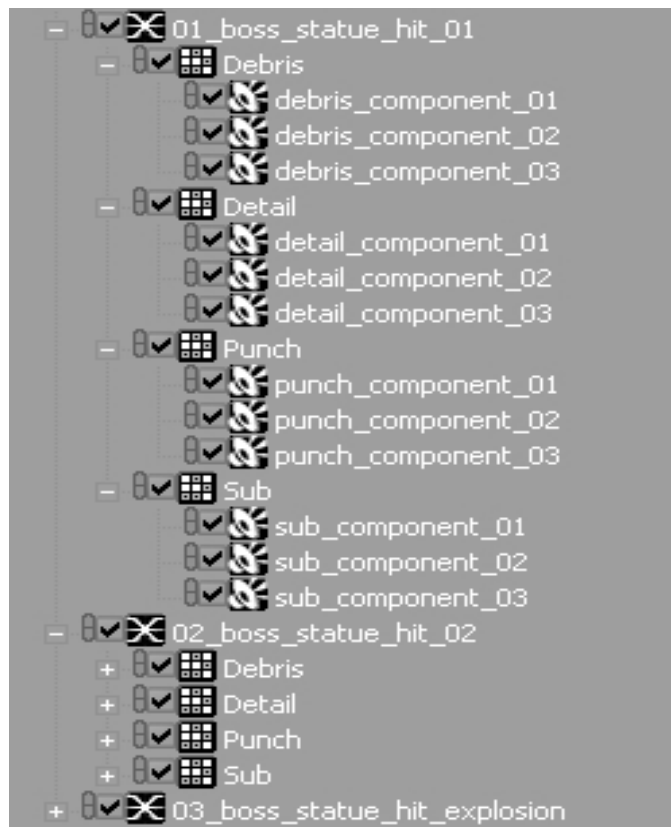 01_boss_statue_hit_01
Debris
debris_component_01
debris_component_02
debris_component_03
Detail
detail_component_01
detail_component_02
detail_component_03
Punch
punch_component_01
punch_component_02
punch_component_03
Sub
sub_component_01
sub_component_02
sub_component_03
02_boss_statue_hit_02
Debris
Detail
Punch
Sub
03_boss_statue_hit_explosion